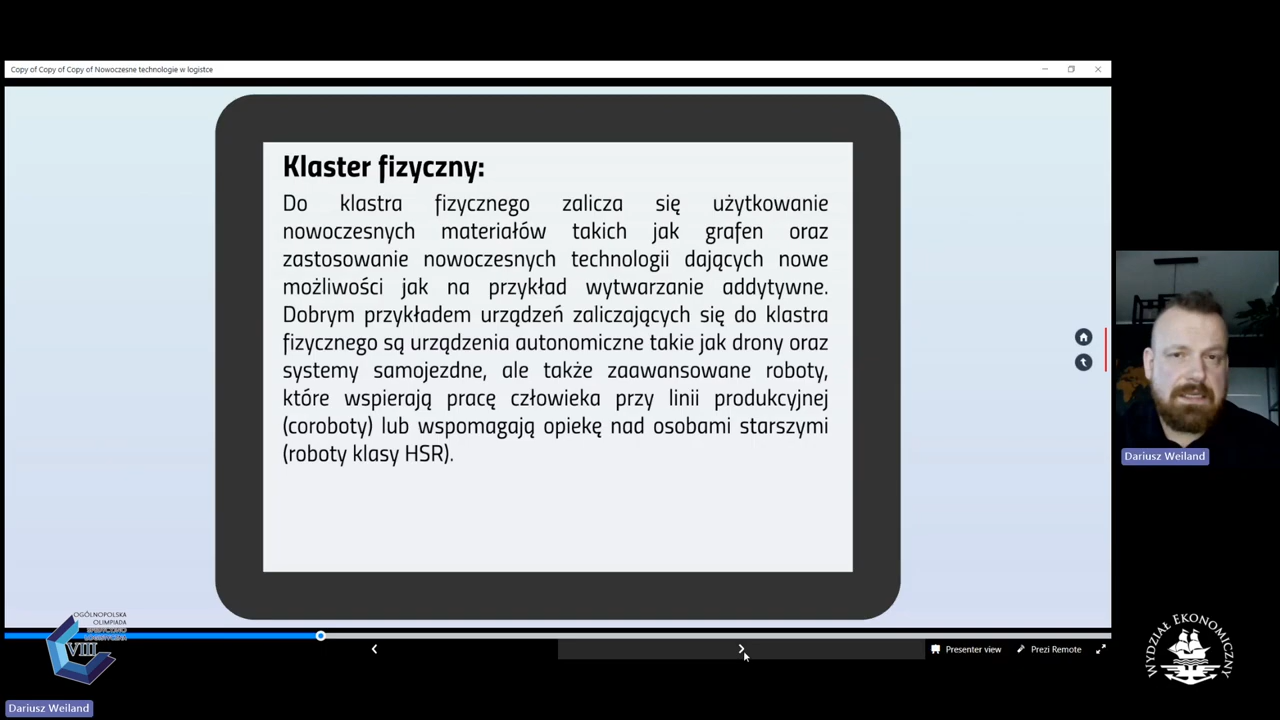 Copy of Copy of Copy of Nowoczesne technologie w logistce
Klaster fizyczny:
Do klastra fizycznego zalicza się użytkowanie
nowoczesnych materiałów takich jak grafen oraz
zastosowanie nowoczesnych technologii dających nowe
możliwości jak na przykład wytwarzanie addytywne.
Dobrym przykładem urządzeń zaliczających się do klastra
fizycznego są urządzenia autonomiczne takie jak drony oraz
systemy samojezdne, ale także zaawansowane roboty,
które wspierają pracę człowieka przy linii produkcyjnej
(coroboty) lub wspomagają opiekę nad osobami starszymi
(roboty klasy HSR).
Dariusz Weiland
OGÓLNOPOLSKA
OLIMPIADA
VIII
Presenter view
Prezi Remote
WYDZIAŁ EKONOMICZNY
Dariusz Weiland